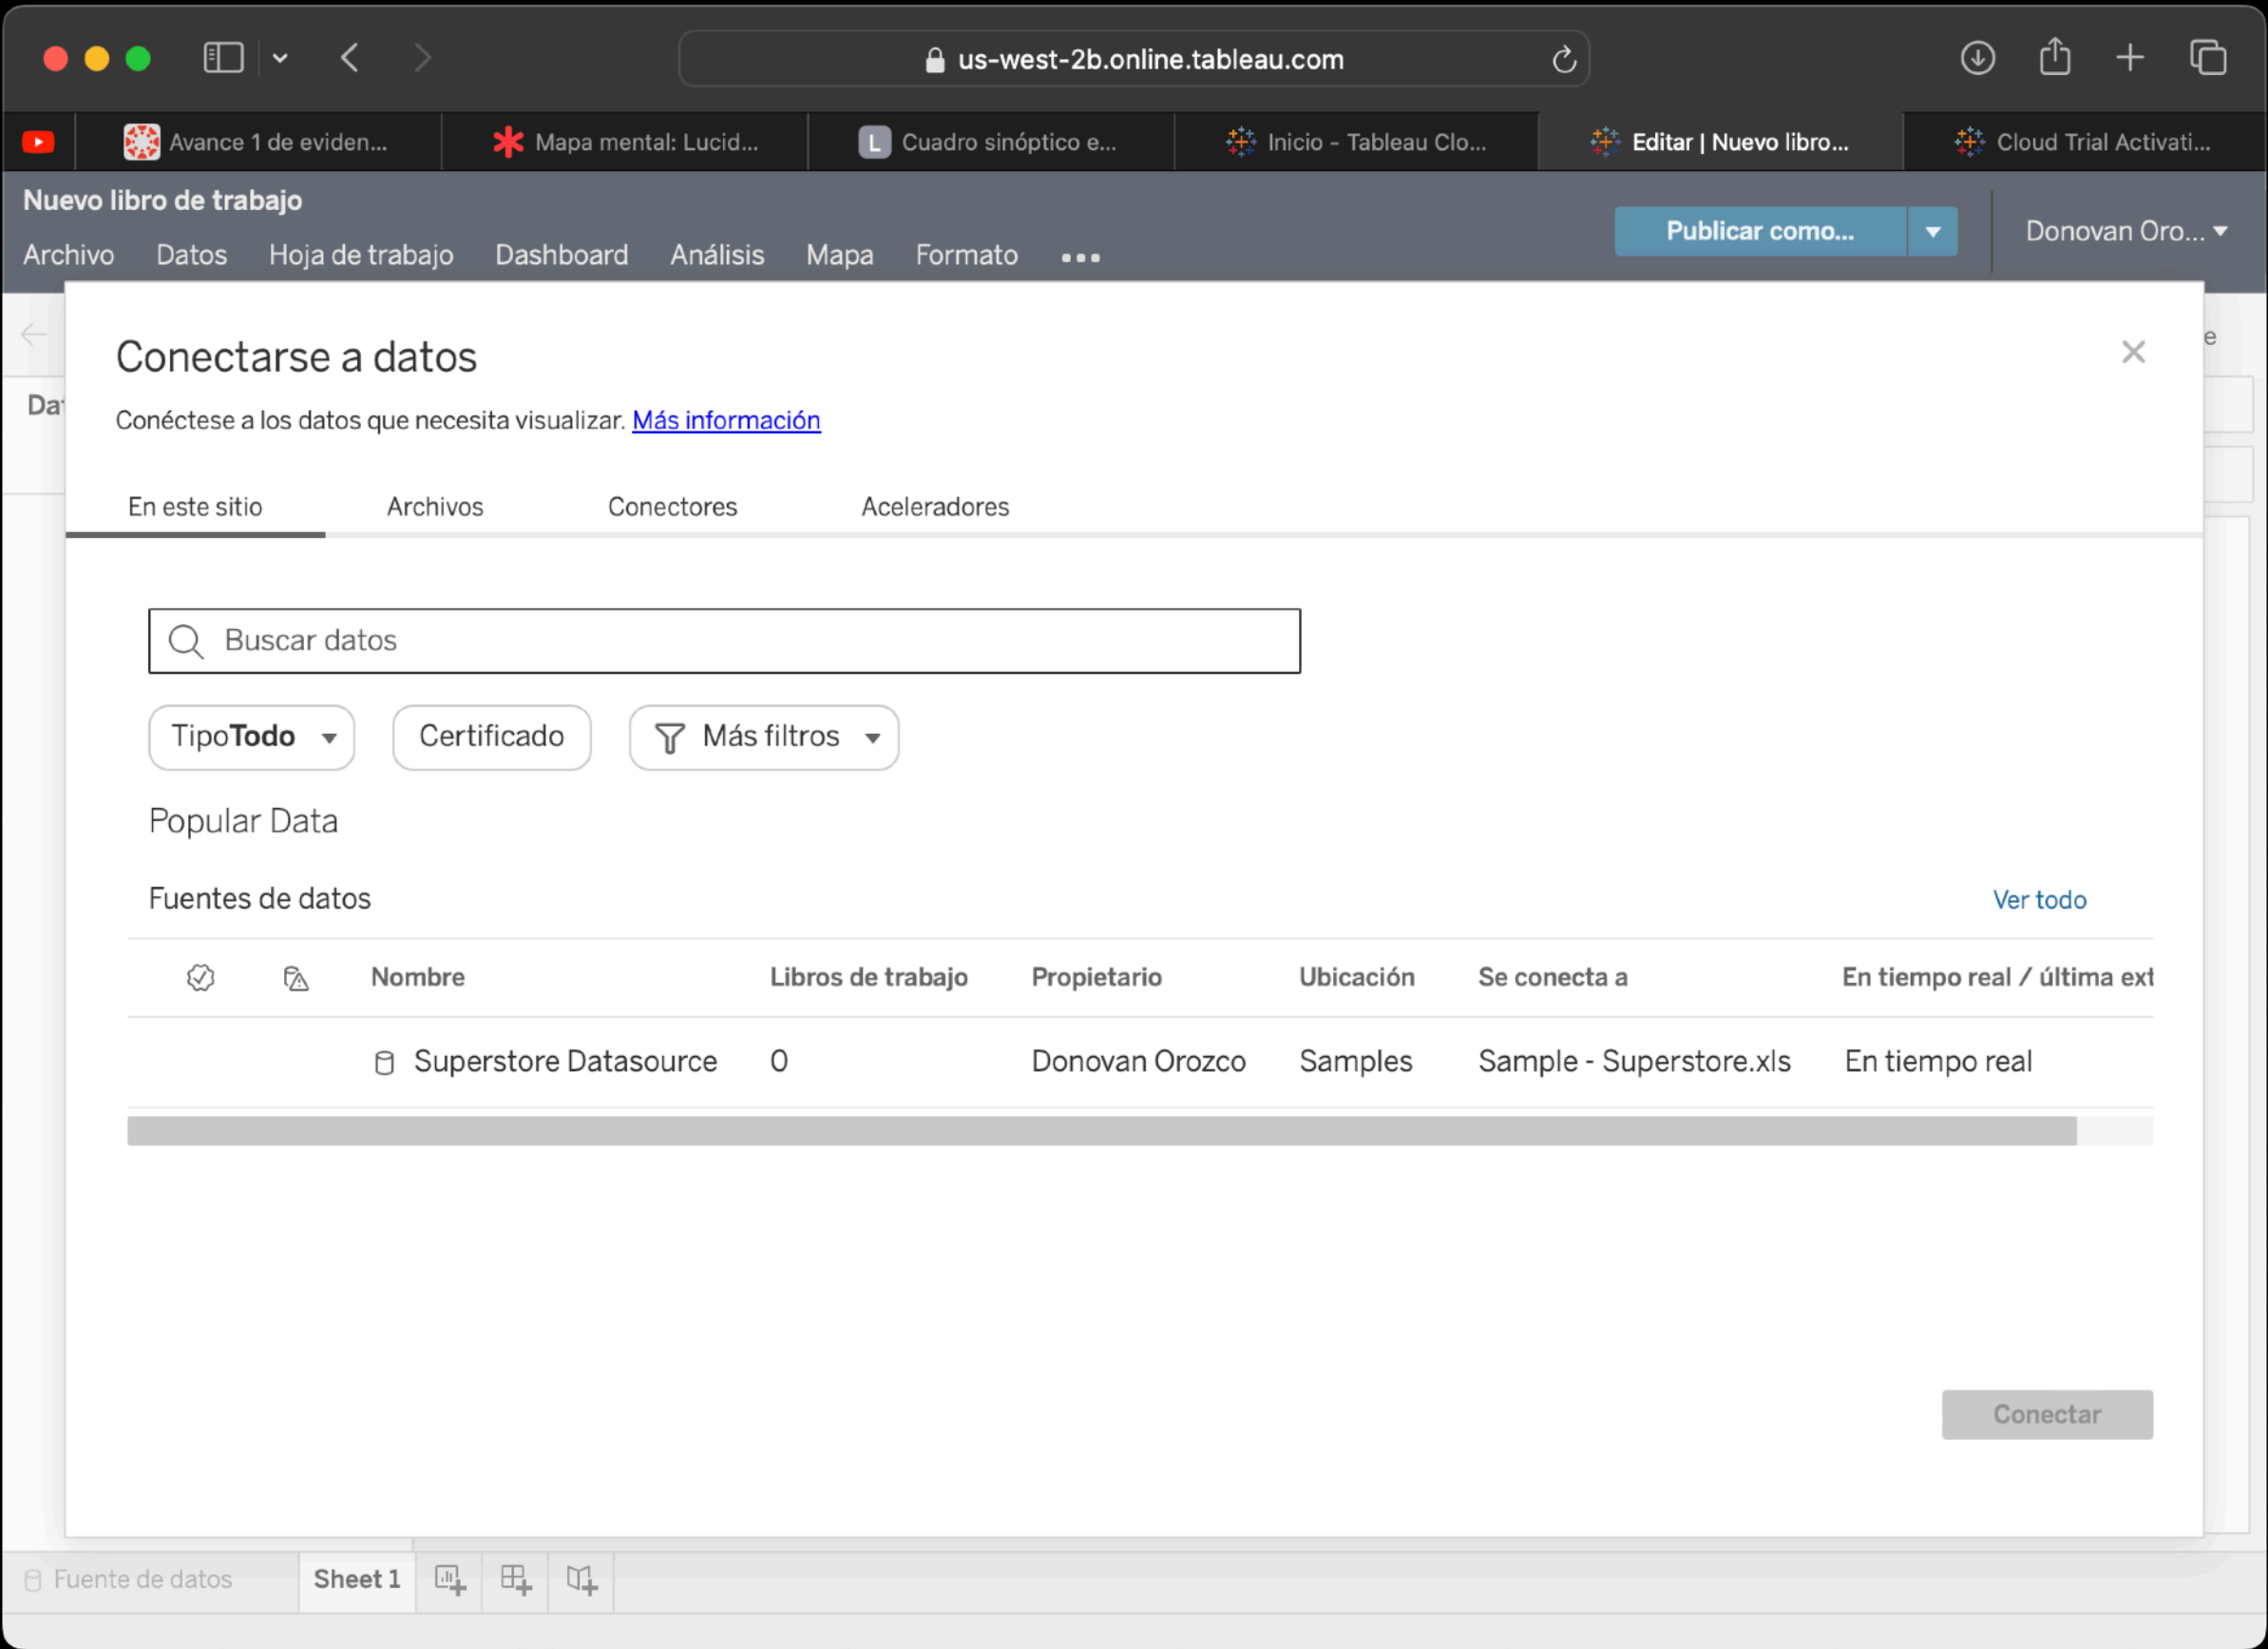 us-west-2b.online.tableau.com
Avance 1 de eviden...
Mapa mental: Lucid...
L
Cuadro sinóptico e...
Inicio - Tableau Clo...
Editar | Nuevo libro...
Cloud Trial Activati...
Nuevo libro de trabajo
Archivo Datos Hoja de trabajo Dashboard Análisis Mapa Formato
Publicar como...
Donovan Oro...
Conectarse a datos
e
Dat
Conéctese a los datos que necesita visualizar. Más información
En este sitio Archivos Conectores Aceleradores
Buscar datos
TipoTodo Certificado Más filtros
Popular Data
Fuentes de datos Ver todo
Nombre Libros de trabajo Propietario Ubicación Se conecta a En tiempo real / última ext
Superstore Datasource 0 Donovan Orozco Samples Sample - Superstore.xls En tiempo real
Conectar
Fuente de datos Sheet 1